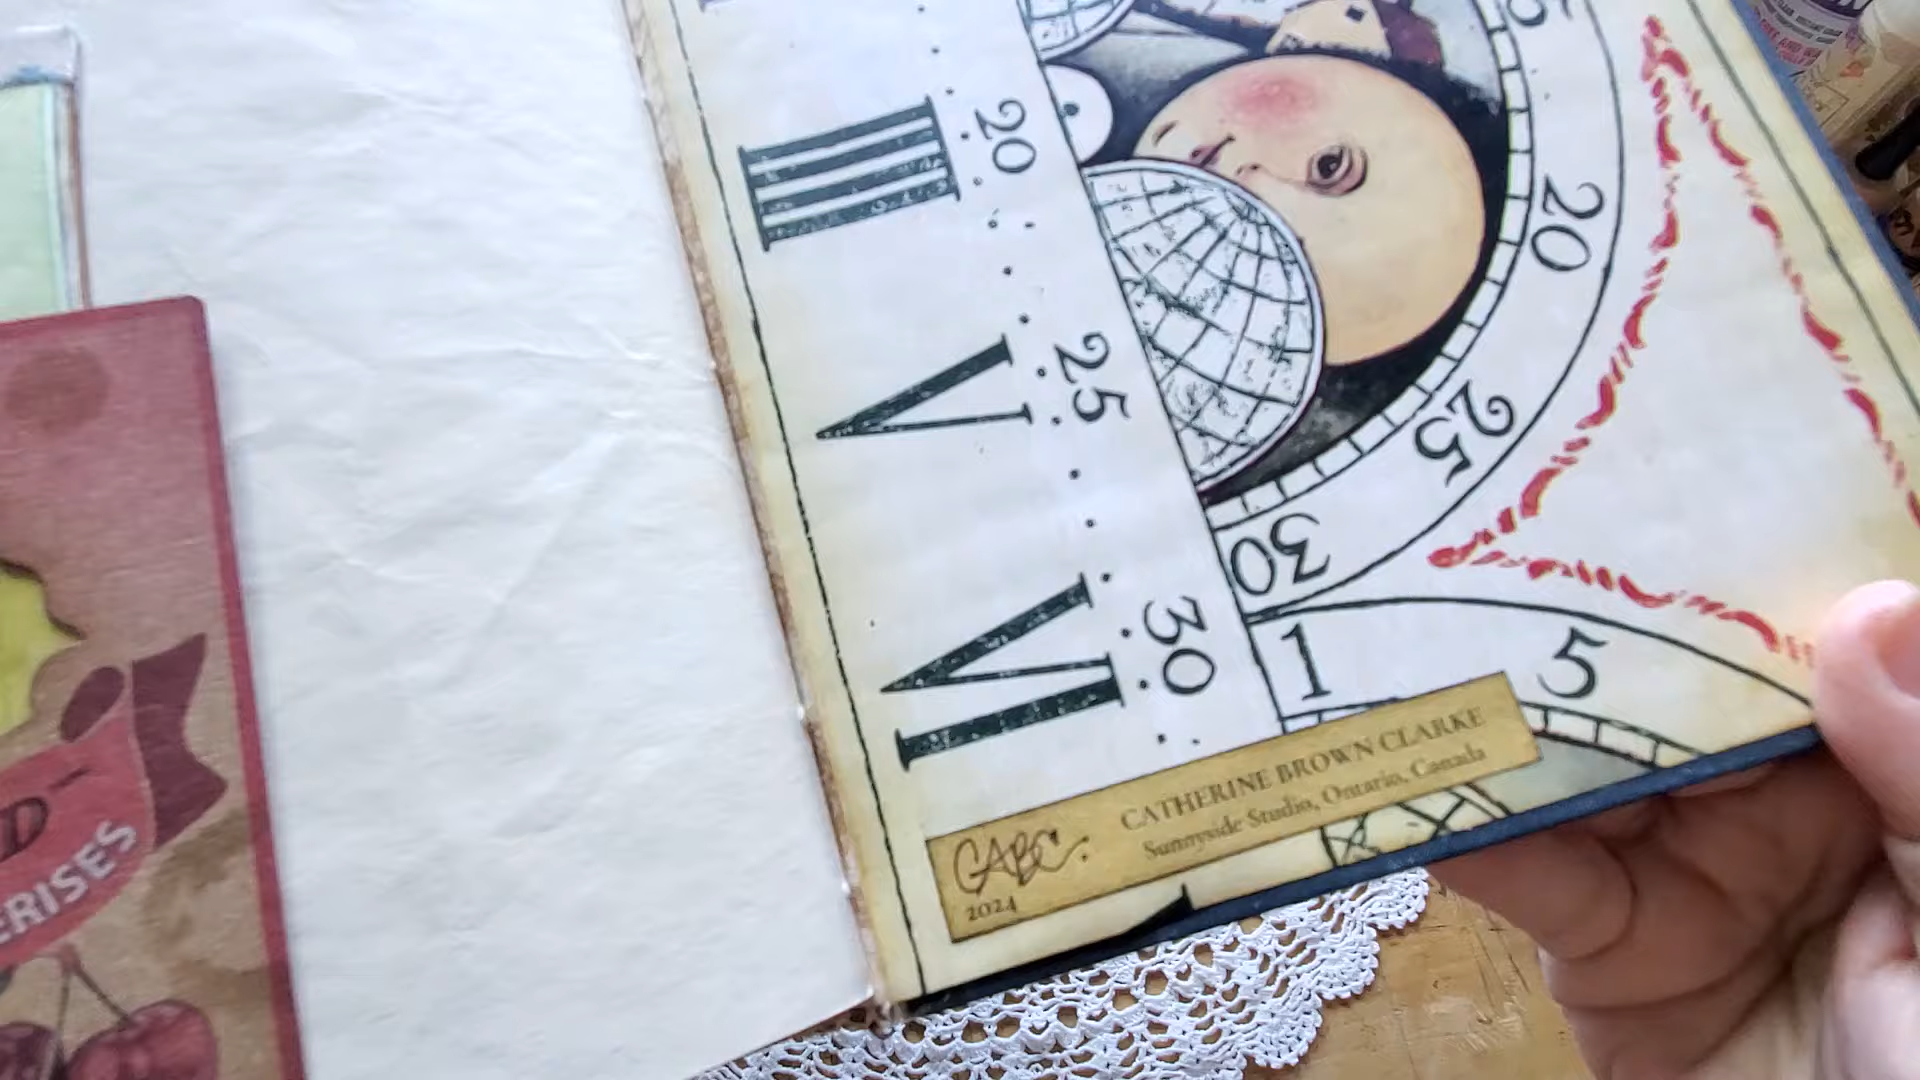 20
IIII
25
V
30
VI
20
25
30
1
5
CATHERINE BROWN CLARKE
Sunnyside Studio, Ontario, Canada
CABC.
2024
D
ERISES